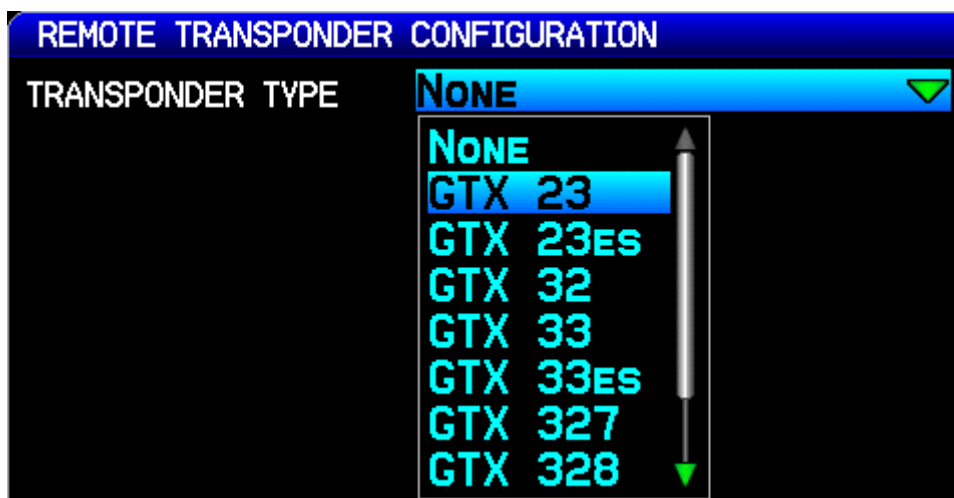 REMOTE TRANSPONDER CONFIGURATION
TRANSPONDER TYPE NONE
NONE
GTX 23
GTX 23ES
GTX 32
GTX 33
GTX 33ES
GTX 327
GTX 328